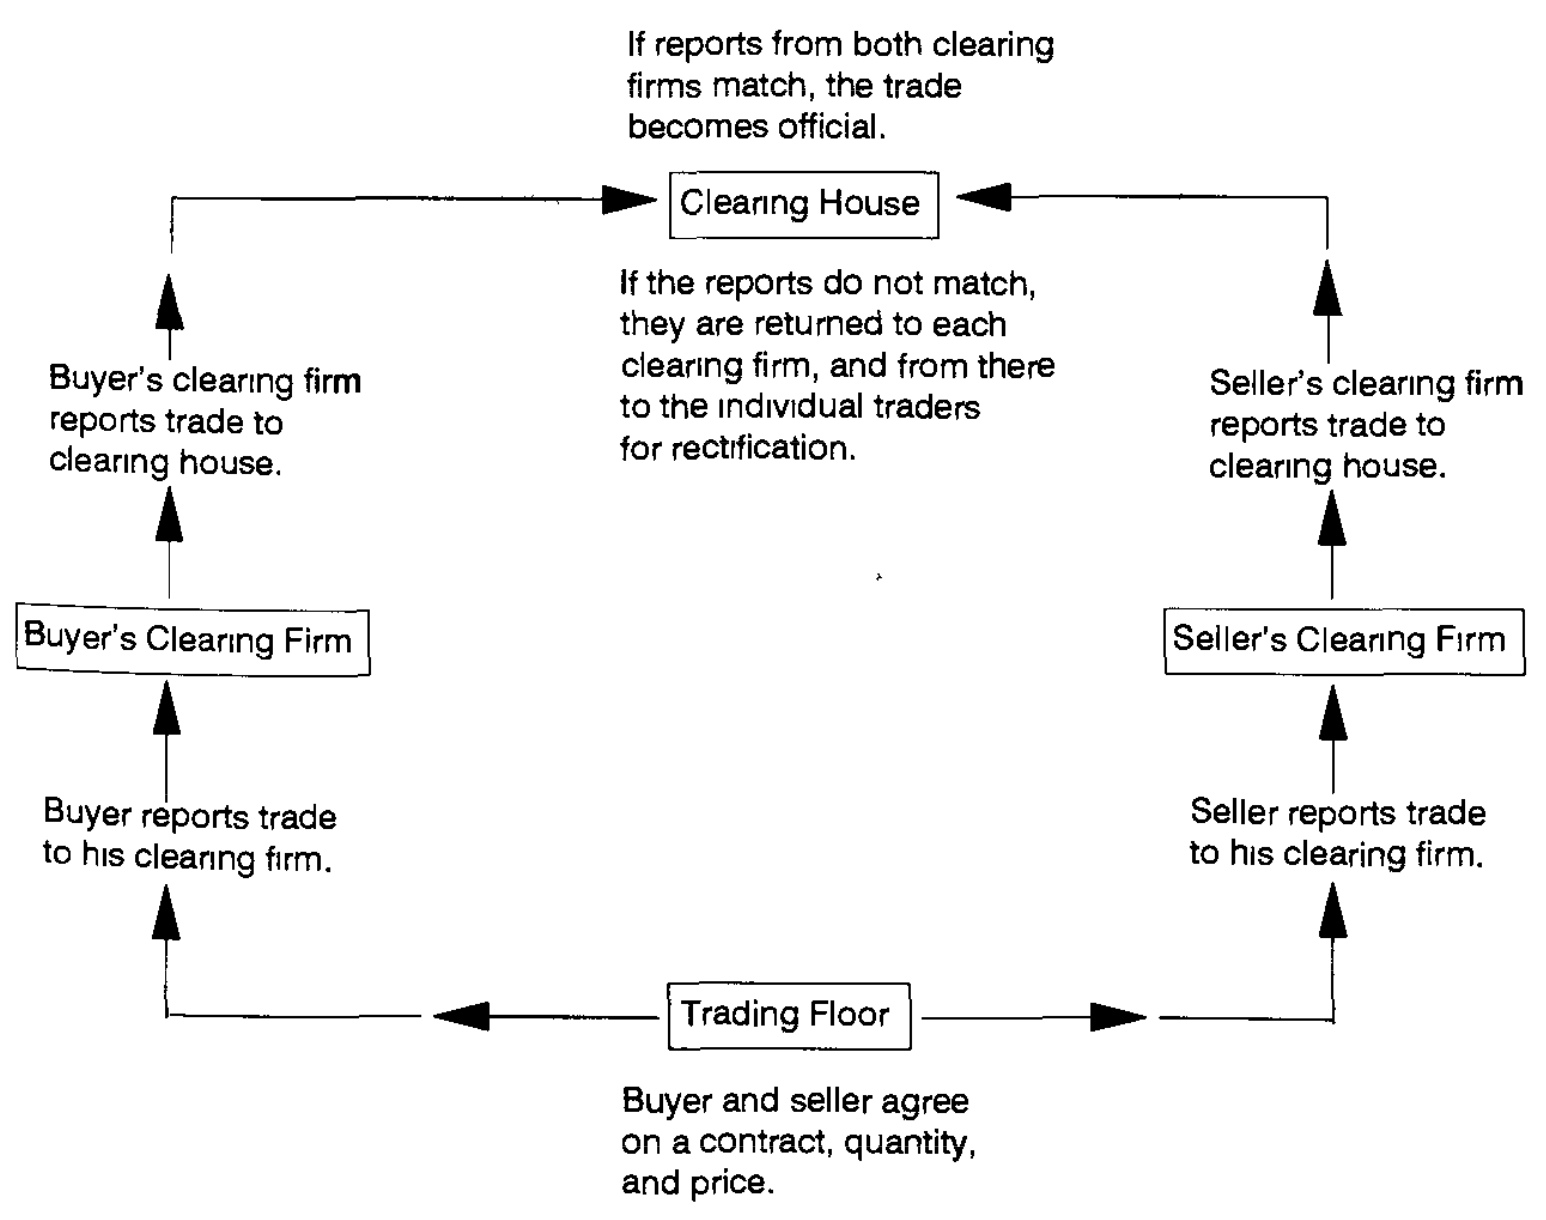 If reports from both clearing
firms match, the trade
becomes official.
Clearing House
If the reports do not match,
they are returned to each
clearing firm, and from there
to the individual traders
for rectification.
Buyer's clearing firm
reports trade to
clearing house.
Seller's clearing firm
reports trade to
clearing house.
Buyer's Clearing Firm
Seller's Clearing Firm
Buyer reports trade
to his clearing firm.
Seller reports trade
to his clearing firm.
Trading Floor
Buyer and seller agree
on a contract, quantity,
and price.